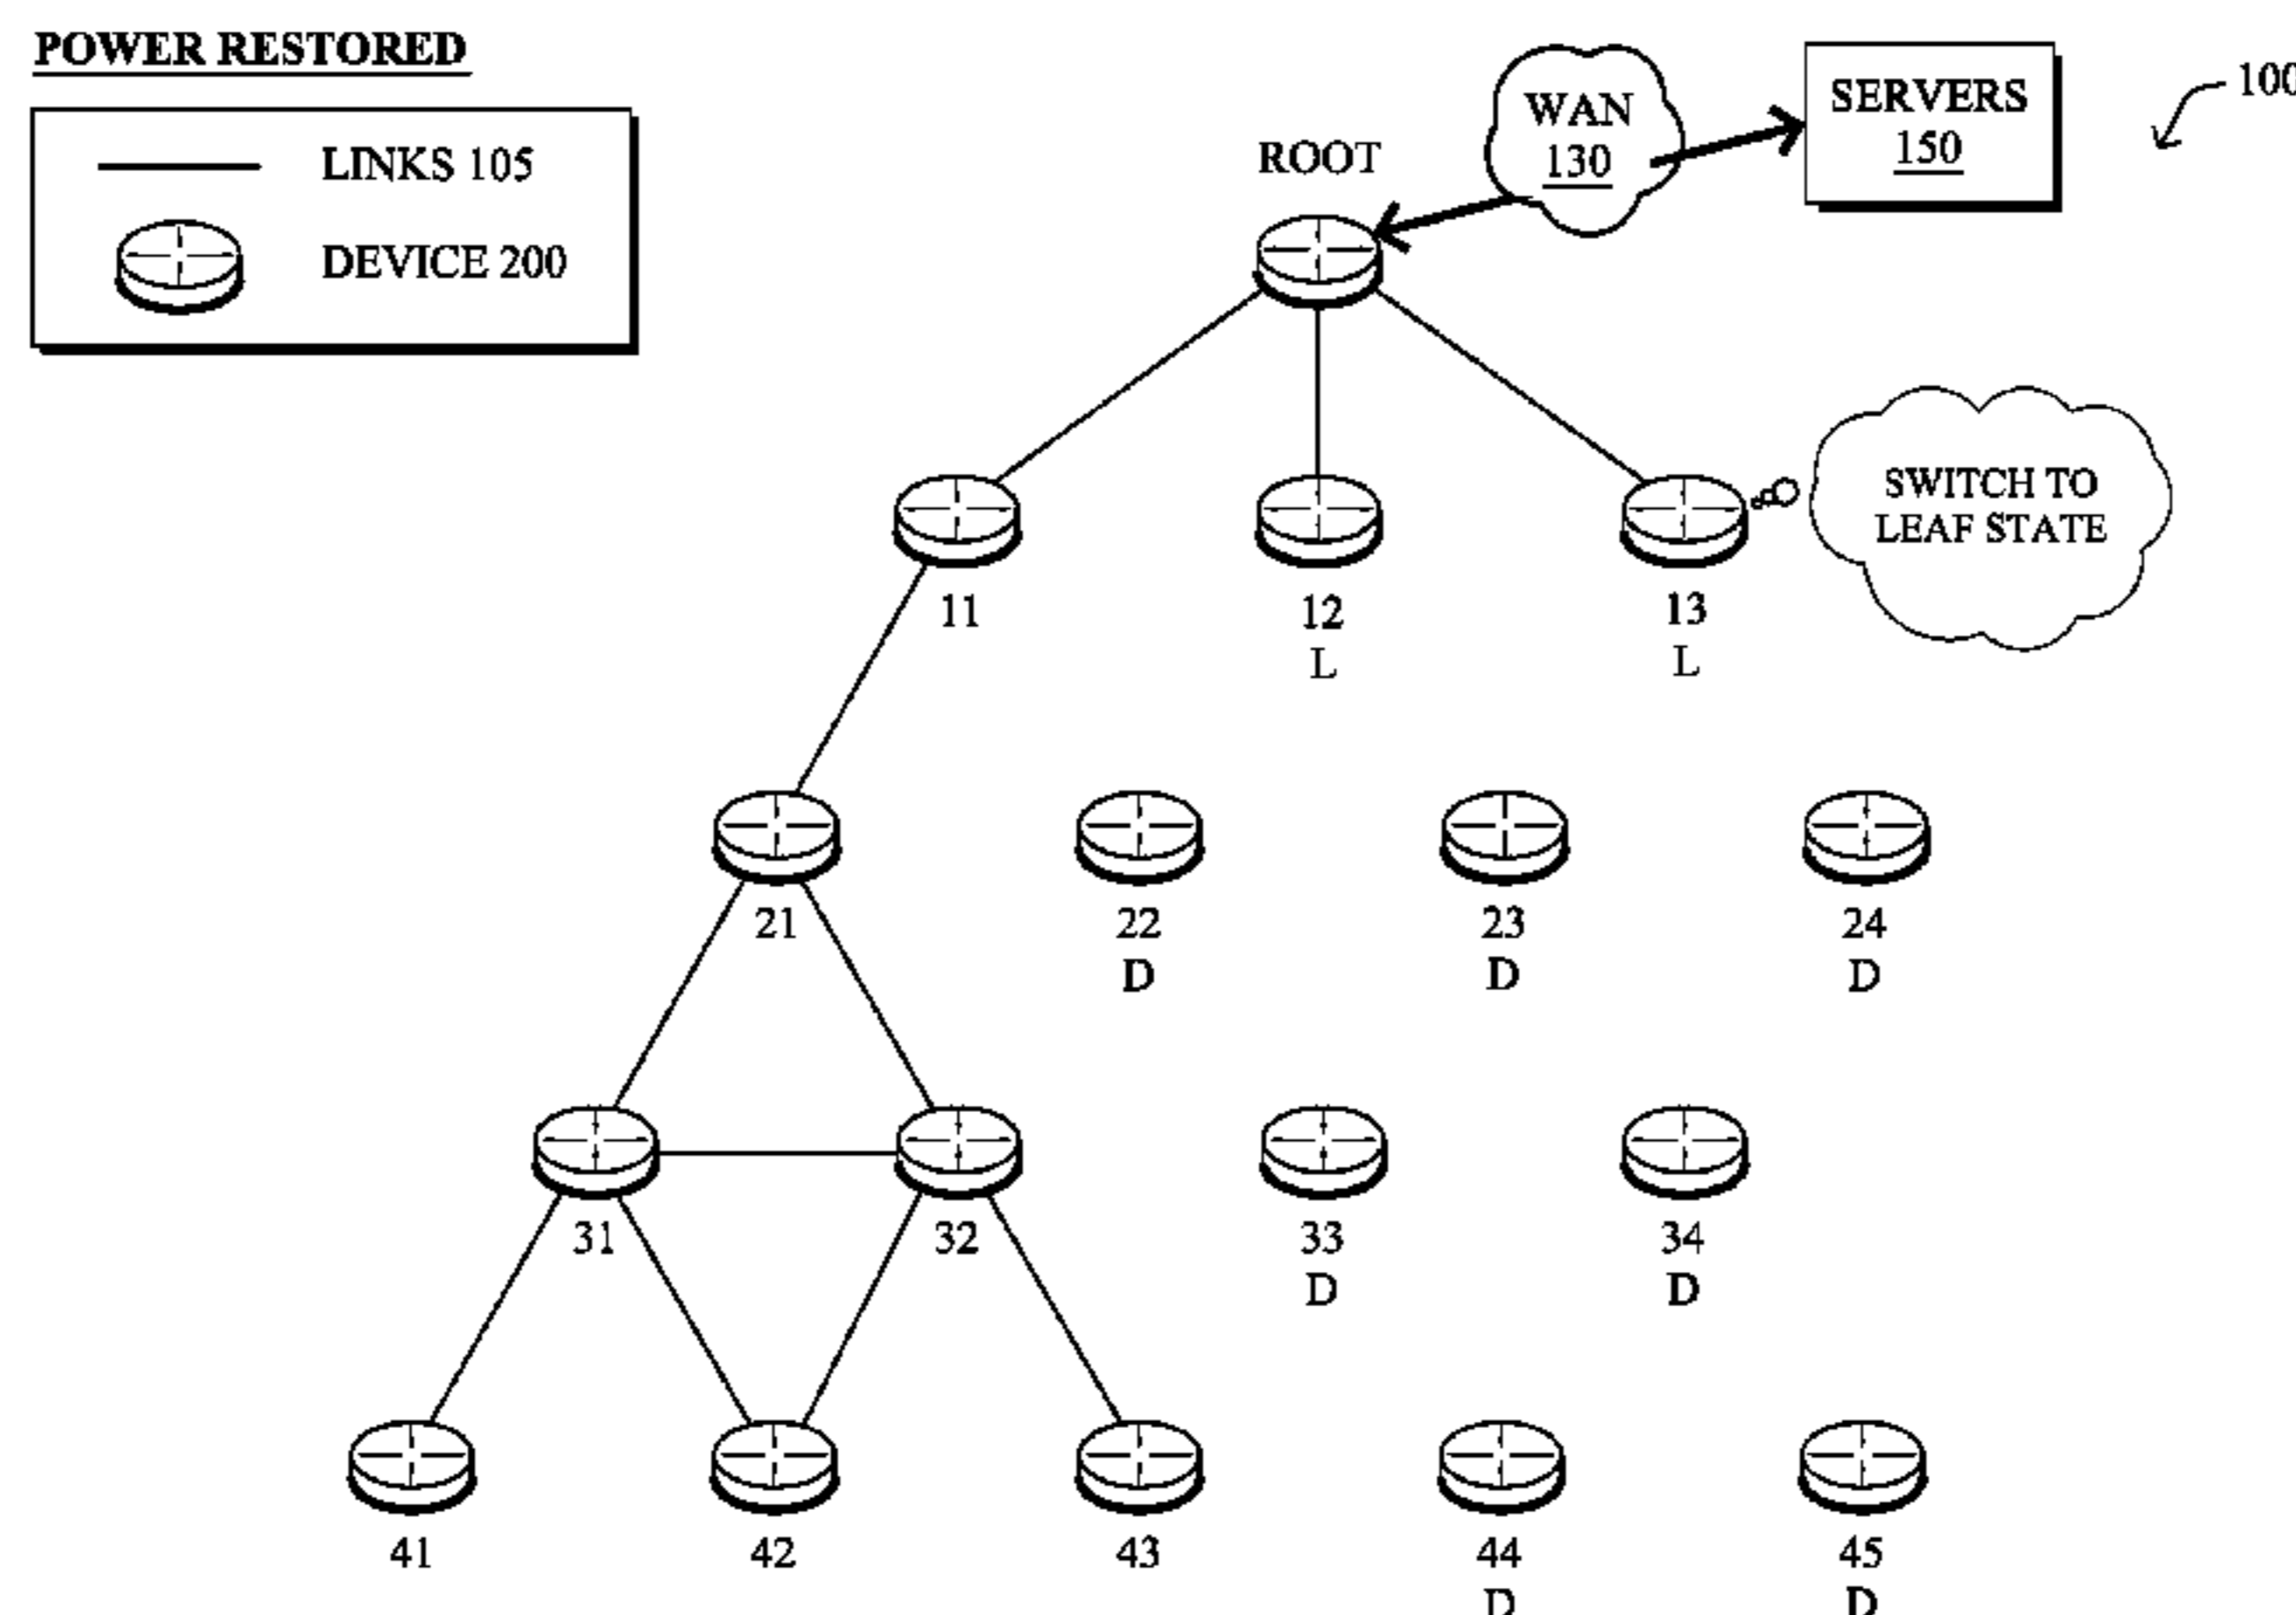 POWER RESTORED
LINKS 105
DEVICE 200
ROOT
WAN
130
SERVERS
150
100
SWITCH TO
LEAF STATE
11
12
L
13
L
21
22
D
23
D
24
D
31
32
33
D
34
D
41
42
43
44
D
45
D